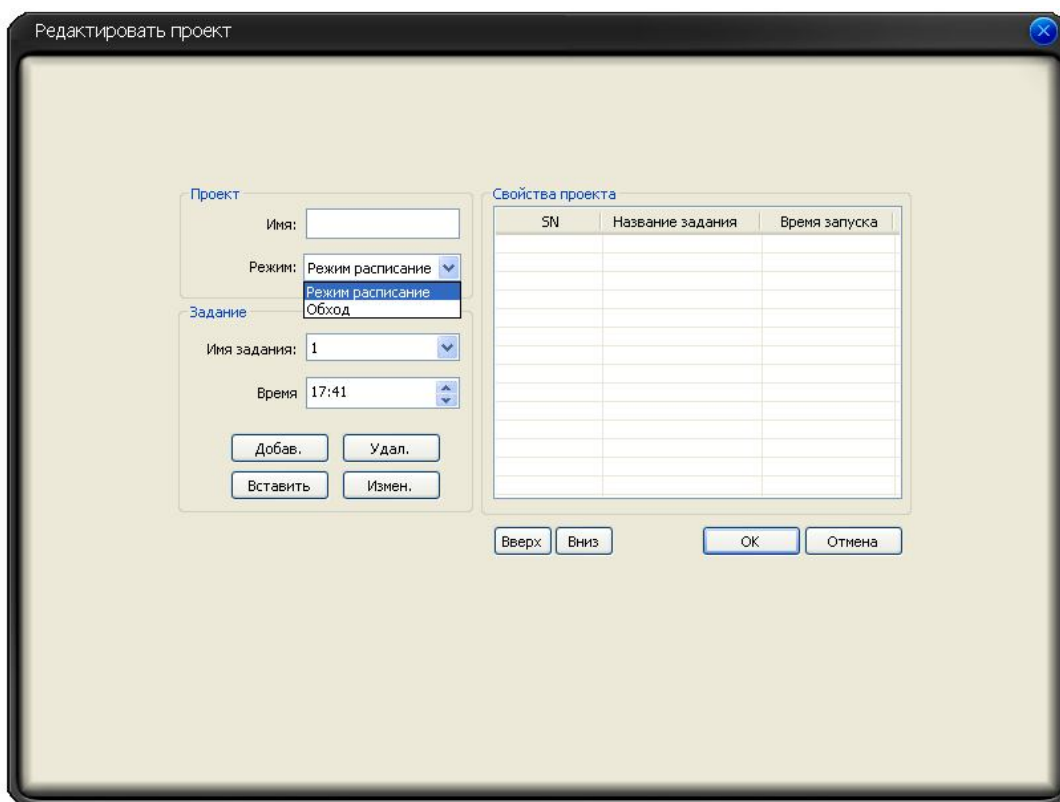 Редактировать проект
Проект
Имя:
Режим: Режим расписание
Режим расписание
Обход
Задание
Имя задания: 1
Время 17:41
Добав. Удал.
Вставить Измен.
Свойства проекта
SN Название задания Время запуска
Вверх Вниз OK Отмена